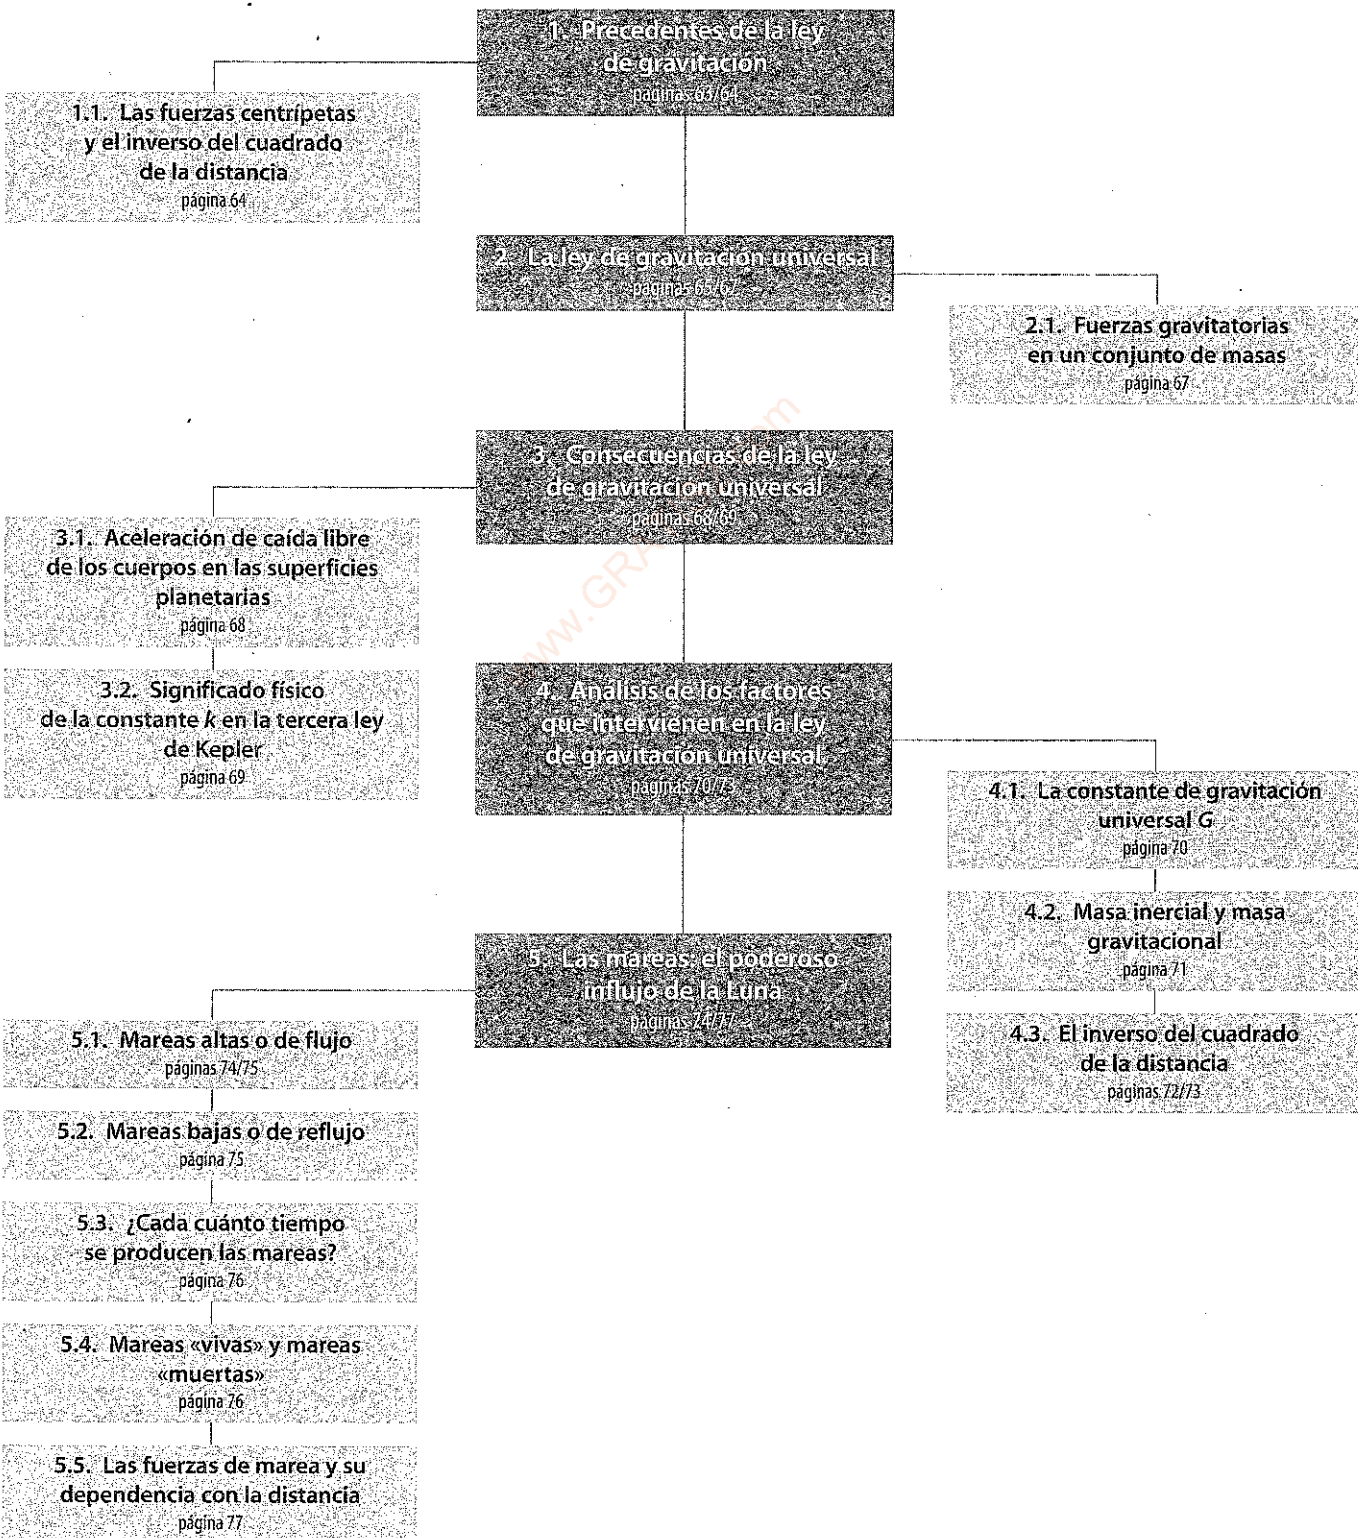 1. Precedentes de la ley
de gravitación
páginas 63/64
1.1. Las fuerzas centrípetas
y el inverso del cuadrado
de la distancia
página 64
2. La ley de gravitación universal
páginas 65/67
2.1. Fuerzas gravitatorias
en un conjunto de masas
página 67
3. Consecuencias de la ley
de gravitación universal
páginas 68/69
3.1. Aceleración de caída libre
de los cuerpos en las superficies
planetarias
página 68
3.2. Significado físico
de la constante k en la tercera ley
de Kepler
página 69
4. Análisis de los factores
que intervienen en la ley
de gravitación universal
páginas 70/73
4.1. La constante de gravitación
universal G
página 70
4.2. Masa inercial y masa
gravitacional
página 71
4.3. El inverso del cuadrado
de la distancia
páginas 72/73
5. Las mareas: el poderoso
influjo de la Luna
páginas 74/77
5.1. Mareas altas o de flujo
páginas 74/75
5.2. Mareas bajas o de reflujo
página 75
5.3. ¿Cada cuánto tiempo
se producen las mareas?
página 76
5.4. Mareas «vivas» y mareas
«muertas»
página 76
5.5. Las fuerzas de marea y su
dependencia con la distancia
página 77